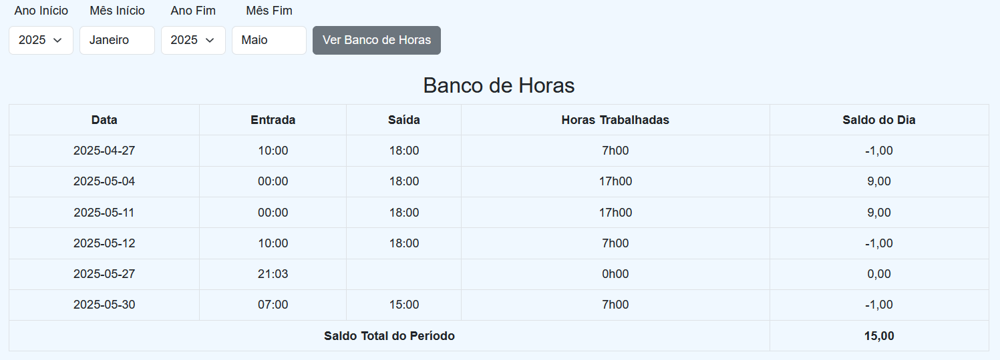 Ano Início Mês Início Ano Fim Mês Fim
2025 Janeiro 2025 Maio Ver Banco de Horas
Banco de Horas
Data Entrada Saída Horas Trabalhadas Saldo do Dia
2025-04-27 10:00 18:00 7h00 -1,00
2025-05-04 00:00 18:00 17h00 9,00
2025-05-11 00:00 18:00 17h00 9,00
2025-05-12 10:00 18:00 7h00 -1,00
2025-05-27 21:03 0h00 0,00
2025-05-30 07:00 15:00 7h00 -1,00
Saldo Total do Período 15,00